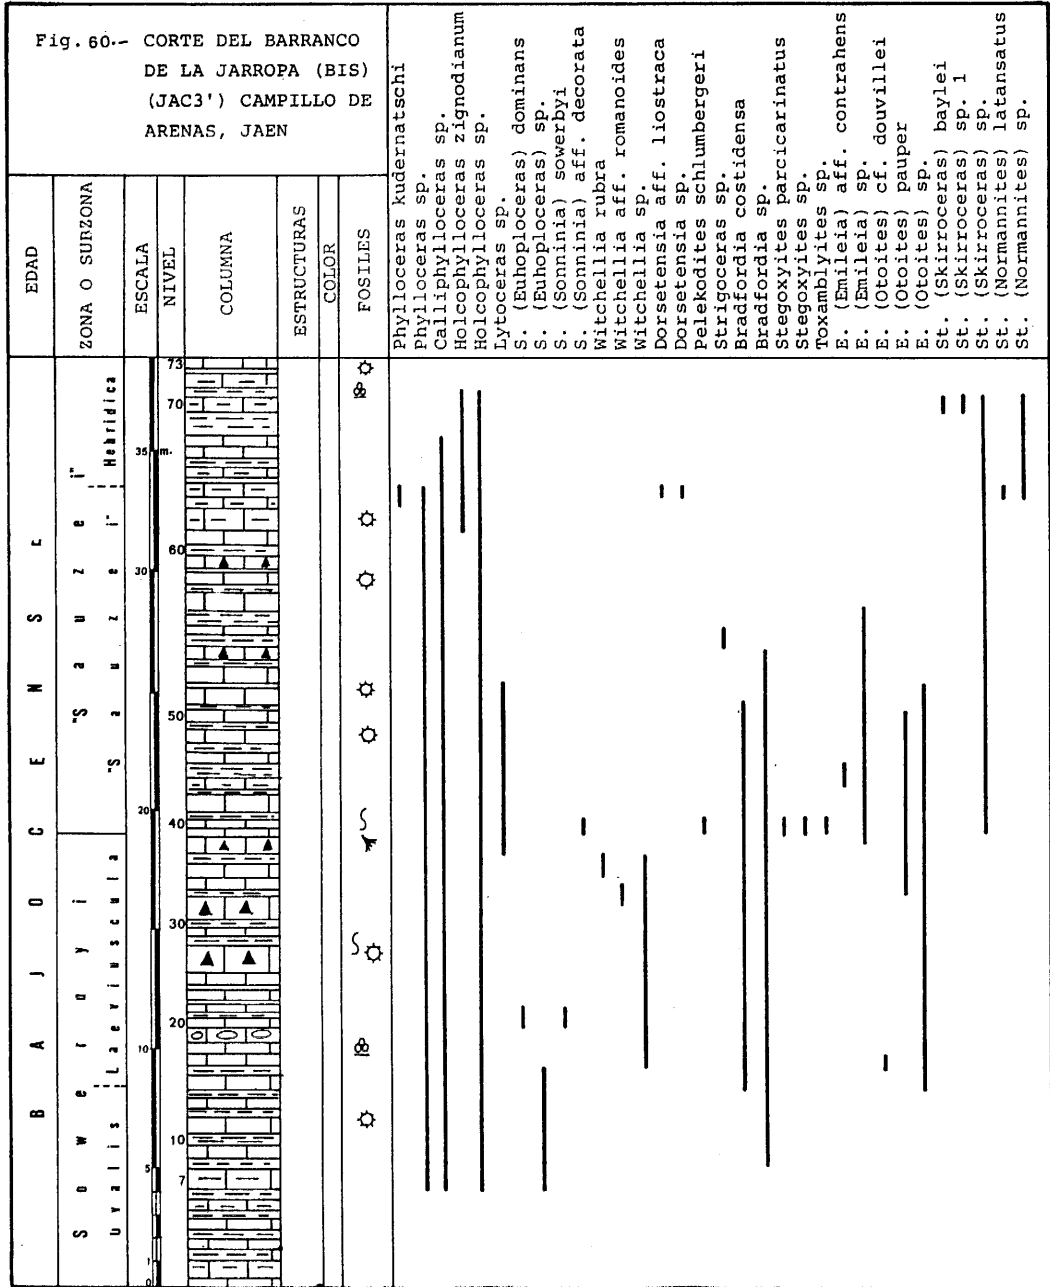 Fig. 60.- CORTE DEL BARRANCO
DE LA JARROPA (BIS)
(JAC3') CAMPILLO DE
ARENAS, JAEN
EDAD
ZONA O SUBZONA
ESCALA
NIVEL
COLUMNA
ESTRUCTURAS
COLOR
FOSILES
Phylloceras kudernatschi
Phylloceras sp.
Calliphylloceras sp.
Holcophylloceras zignodianum
Holcophylloceras sp.
Lytoceras sp.
S. (Euhoploceras) dominans
S. (Euhoploceras) sp.
S. (Sonninia) sowerbyi
S. (Sonninia) aff. decorata
Witchellia rubra
Witchellia aff. romanoides
Witchellia sp.
Dorsetensia aff. liostraca
Dorsetensia sp.
Pelekodites schlumbergeri
Strigoceras sp.
Bradfordia costidensa
Bradfordia sp.
Stegoxyites parcicarinatus
Stegoxyites sp.
Toxamblyites sp.
E. (Emileia) aff. contrahens
E. (Emileia) sp.
E. (Otoites) cf. douvillei
E. (Otoites) pauper
E. (Otoites) sp.
St. (Skirroceras) baylei
St. (Skirroceras) sp. 1
St. (Skirroceras) sp.
St. (Normannites) latansatus
St. (Normannites) sp.
BAJOCENSE
"Sauzei"
Sowerayi
Hebridica
"Sauzei"
Laeviuscula
Uvalis
35 m.
30
20
10
5
1
0
73
70
60
50
40
30
20
10
7